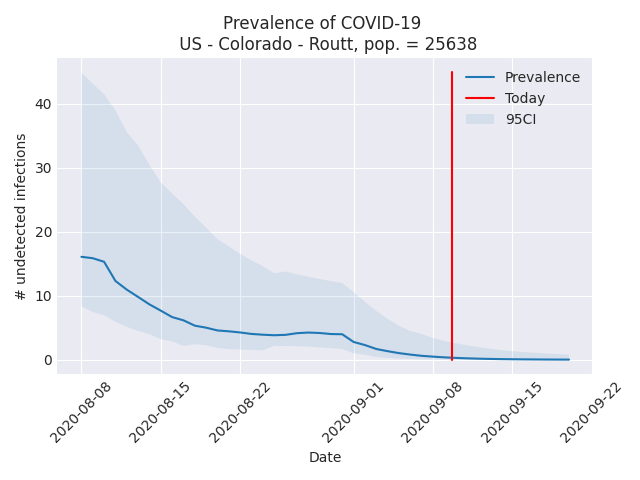 Prevalence of COVID-19
US - Colorado - Routt, pop. = 25638
Prevalence
Today
95CI
# undetected infections
40
30
20
10
0
2020-08-08
2020-08-15
2020-08-22
2020-09-01
2020-09-08
2020-09-15
2020-09-22
Date